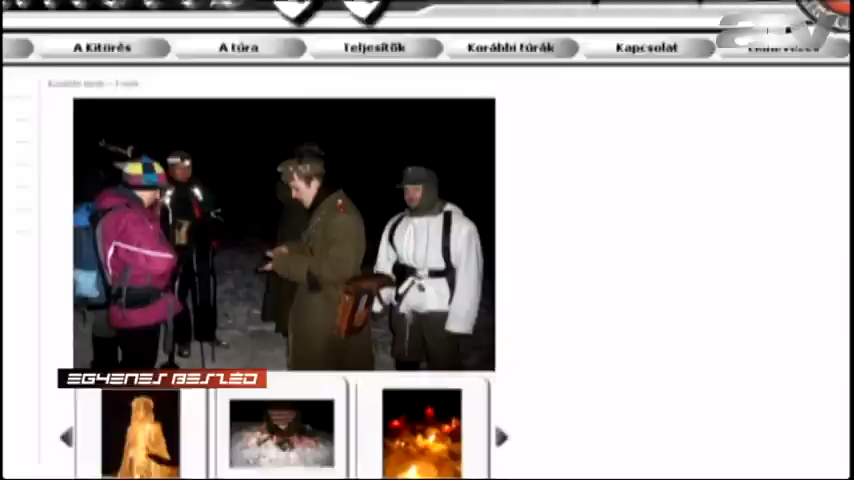 A Kitörés
A túra
Teljesítők
Korábbi túrák
Kapcsolat
EGYENES BESZÉD